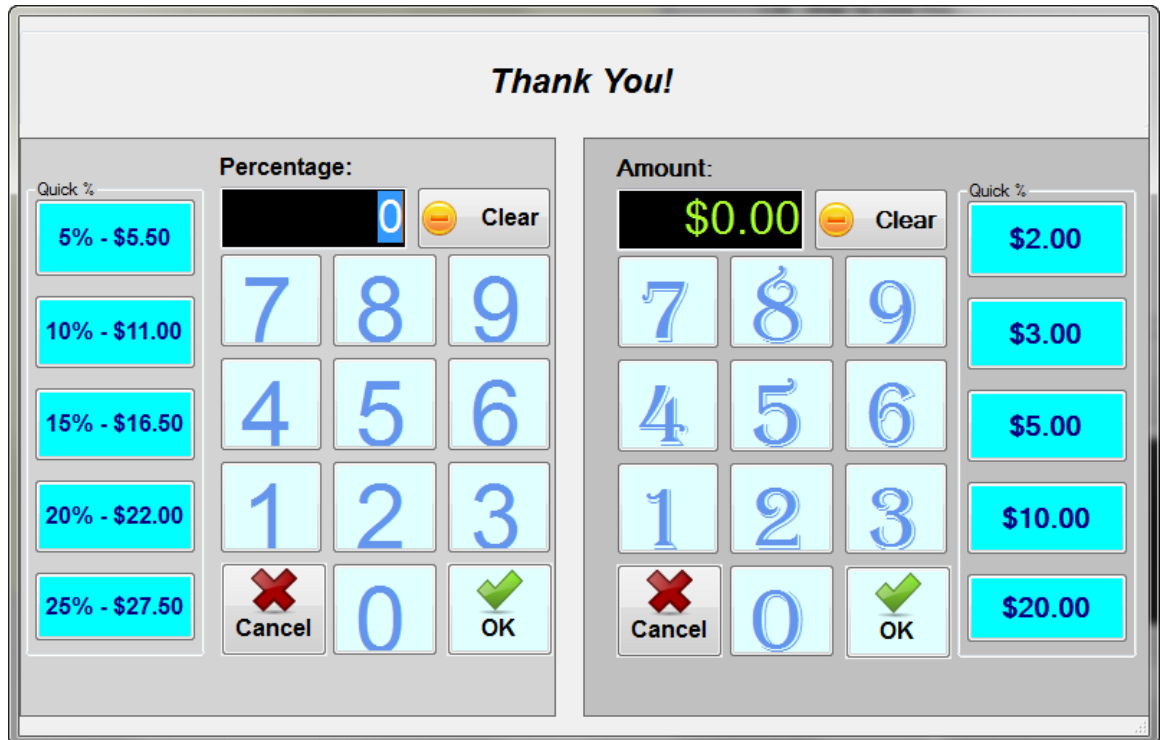 Thank You!
Percentage:
Quick %
0
Clear
5% - $5.50
10% - $11.00
15% - $16.50
20% - $22.00
25% - $27.50
7 8 9
4 5 6
1 2 3
Cancel 0 OK
Amount:
$0.00
Clear
Quick %
7 8 9
4 5 6
1 2 3
Cancel 0 OK
$2.00
$3.00
$5.00
$10.00
$20.00